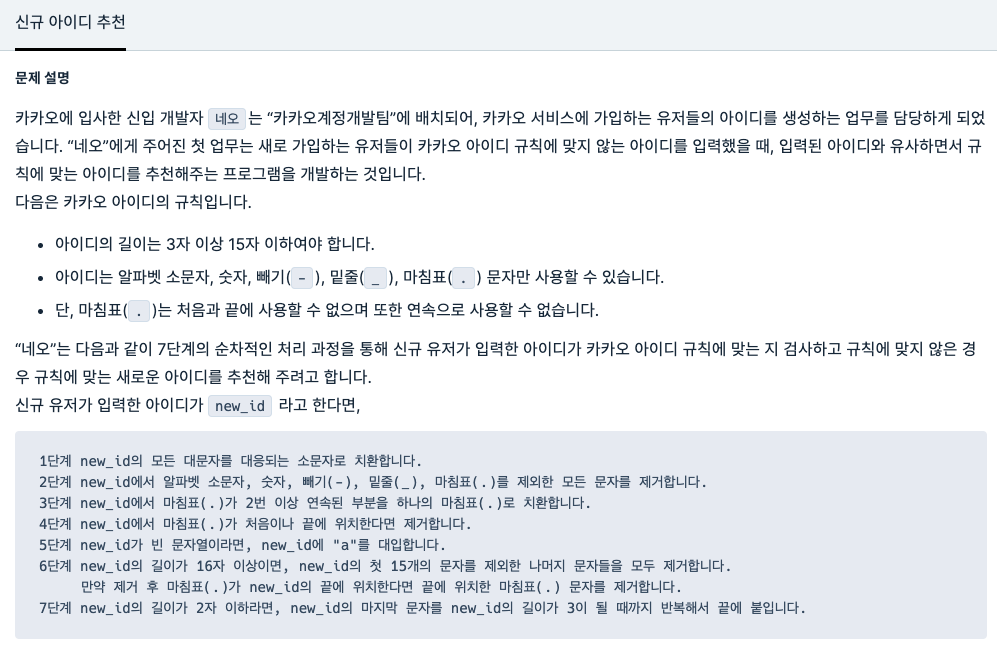 신규 아이디 추천
문제 설명
카카오에 입사한 신입 개발자 네오 는 “카카오계정개발팀”에 배치되어, 카카오 서비스에 가입하는 유저들의 아이디를 생성하는 업무를 담당하게 되었
습니다. “네오”에게 주어진 첫 업무는 새로 가입하는 유저들이 카카오 아이디 규칙에 맞지 않는 아이디를 입력했을 때, 입력된 아이디와 유사하면서 규
칙에 맞는 아이디를 추천해주는 프로그램을 개발하는 것입니다.
다음은 카카오 아이디의 규칙입니다.
• 아이디의 길이는 3자 이상 15자 이하여야 합니다.
• 아이디는 알파벳 소문자, 숫자, 빼기( - ), 밑줄( _ ), 마침표( . ) 문자만 사용할 수 있습니다.
• 단, 마침표( . )는 처음과 끝에 사용할 수 없으며 또한 연속으로 사용할 수 없습니다.
“네오”는 다음과 같이 7단계의 순차적인 처리 과정을 통해 신규 유저가 입력한 아이디가 카카오 아이디 규칙에 맞는 지 검사하고 규칙에 맞지 않은 경
우 규칙에 맞는 새로운 아이디를 추천해 주려고 합니다.
신규 유저가 입력한 아이디가 new_id 라고 한다면,
1단계 new_id의 모든 대문자를 대응되는 소문자로 치환합니다.
2단계 new_id에서 알파벳 소문자, 숫자, 빼기(-), 밑줄(_), 마침표(.)를 제외한 모든 문자를 제거합니다.
3단계 new_id에서 마침표(.)가 2번 이상 연속된 부분을 하나의 마침표(.)로 치환합니다.
4단계 new_id에서 마침표(.)가 처음이나 끝에 위치한다면 제거합니다.
5단계 new_id가 빈 문자열이라면, new_id에 "a"를 대입합니다.
6단계 new_id의 길이가 16자 이상이면, new_id의 첫 15개의 문자를 제외한 나머지 문자들을 모두 제거합니다.
만약 제거 후 마침표(.)가 new_id의 끝에 위치한다면 끝에 위치한 마침표(.) 문자를 제거합니다.
7단계 new_id의 길이가 2자 이하라면, new_id의 마지막 문자를 new_id의 길이가 3이 될 때까지 반복해서 끝에 붙입니다.